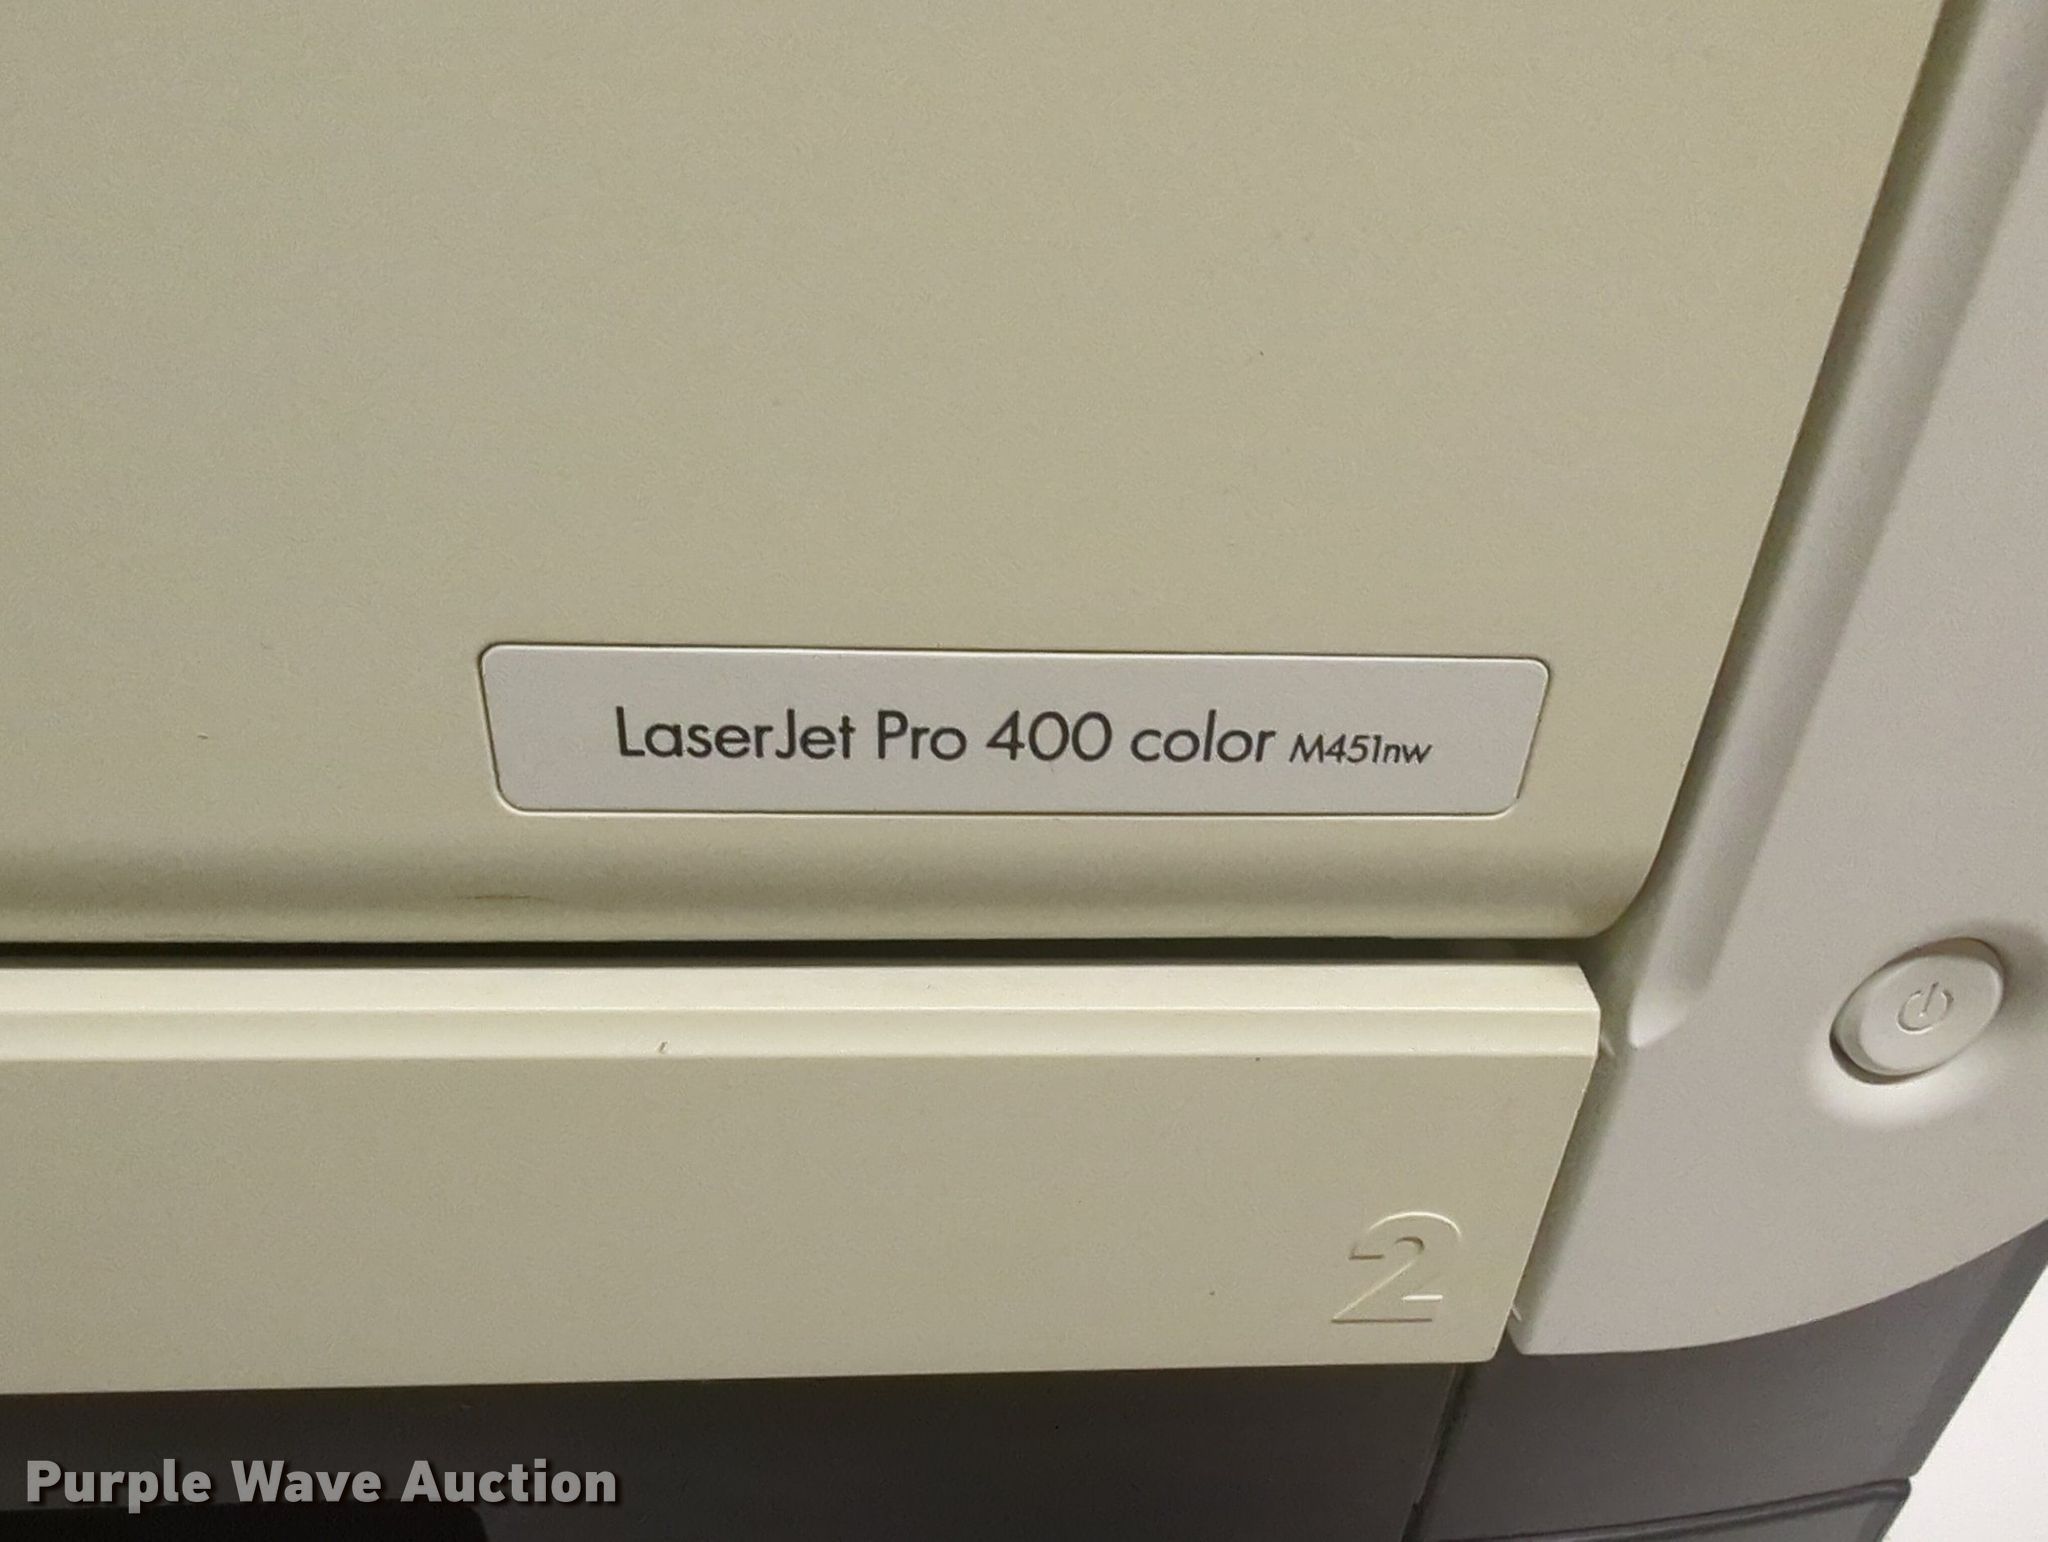 LaserJet Pro 400 color M451nw
2
Purple Wave Auction